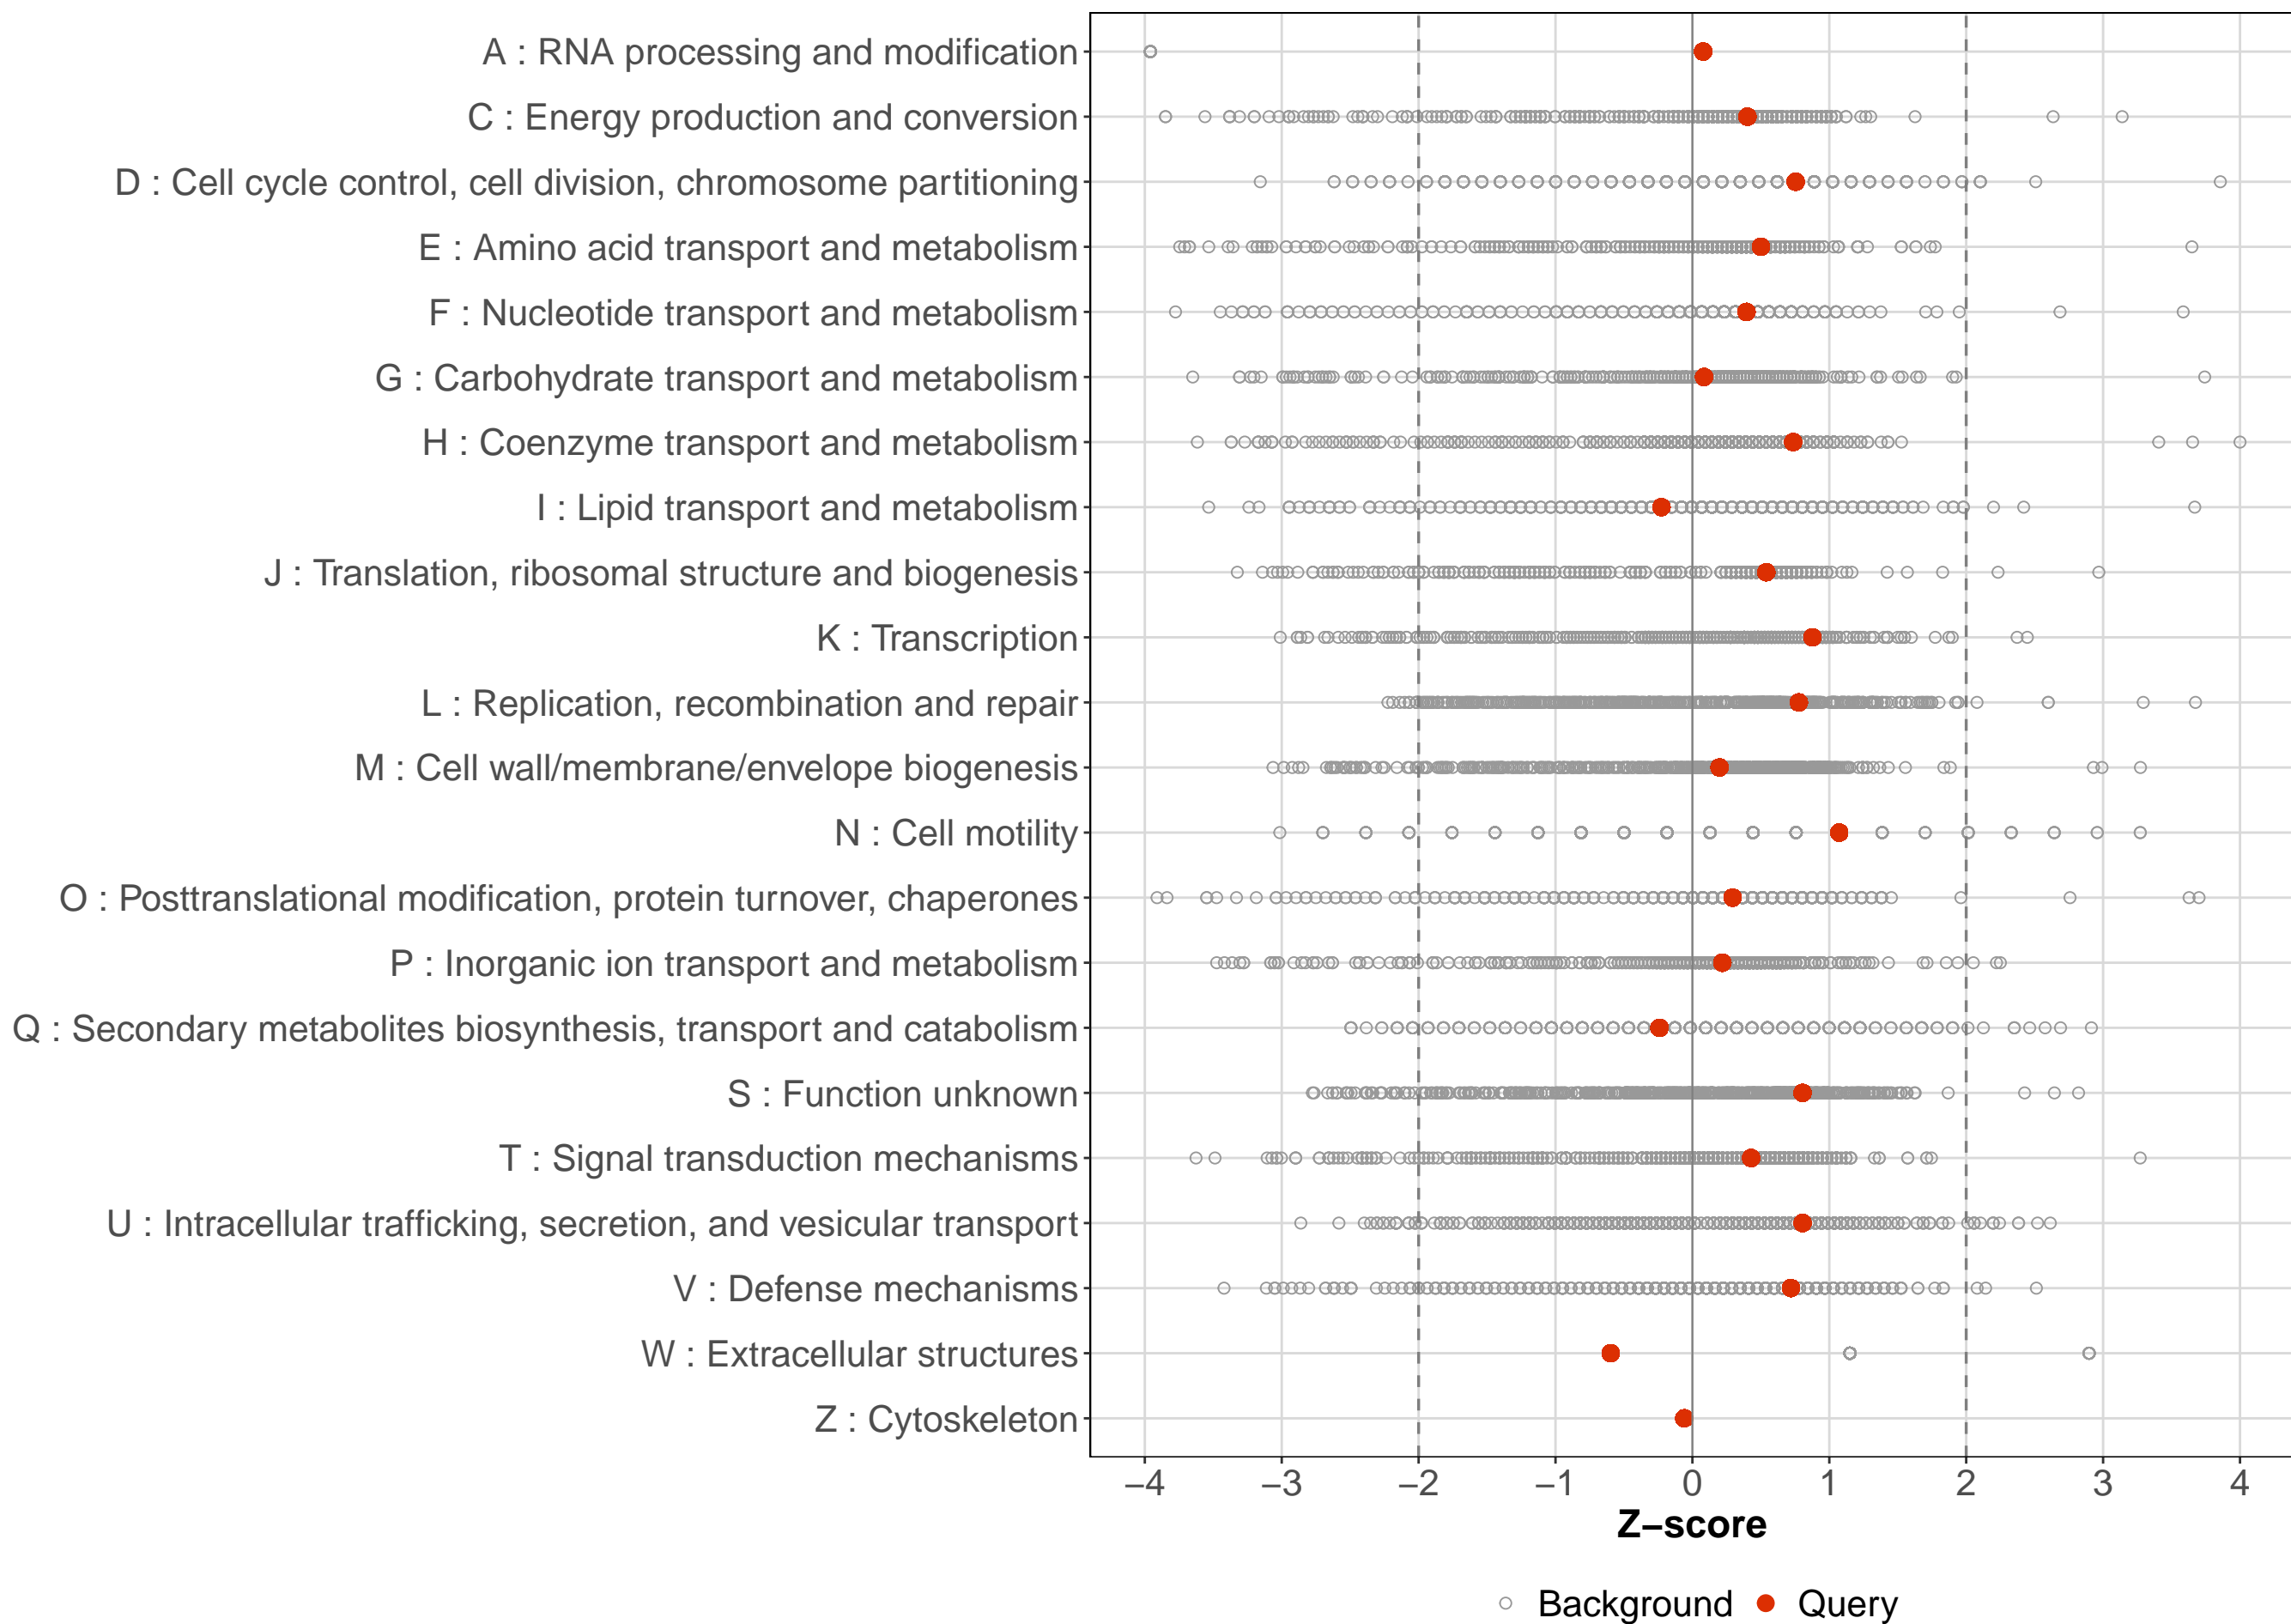 A : RNA processing and modification
C : Energy production and conversion
D : Cell cycle control, cell division, chromosome partitioning
E : Amino acid transport and metabolism
F : Nucleotide transport and metabolism
G : Carbohydrate transport and metabolism
H : Coenzyme transport and metabolism
I : Lipid transport and metabolism
J : Translation, ribosomal structure and biogenesis
K : Transcription
L : Replication, recombination and repair
M : Cell wall/membrane/envelope biogenesis
N : Cell motility
O : Posttranslational modification, protein turnover, chaperones
P : Inorganic ion transport and metabolism
Q : Secondary metabolites biosynthesis, transport and catabolism
S : Function unknown
T : Signal transduction mechanisms
U : Intracellular trafficking, secretion, and vesicular transport
V : Defense mechanisms
W : Extracellular structures
Z : Cytoskeleton
−4 −3 −2 −1 0 1 2 3 4
Z−score
Background Query